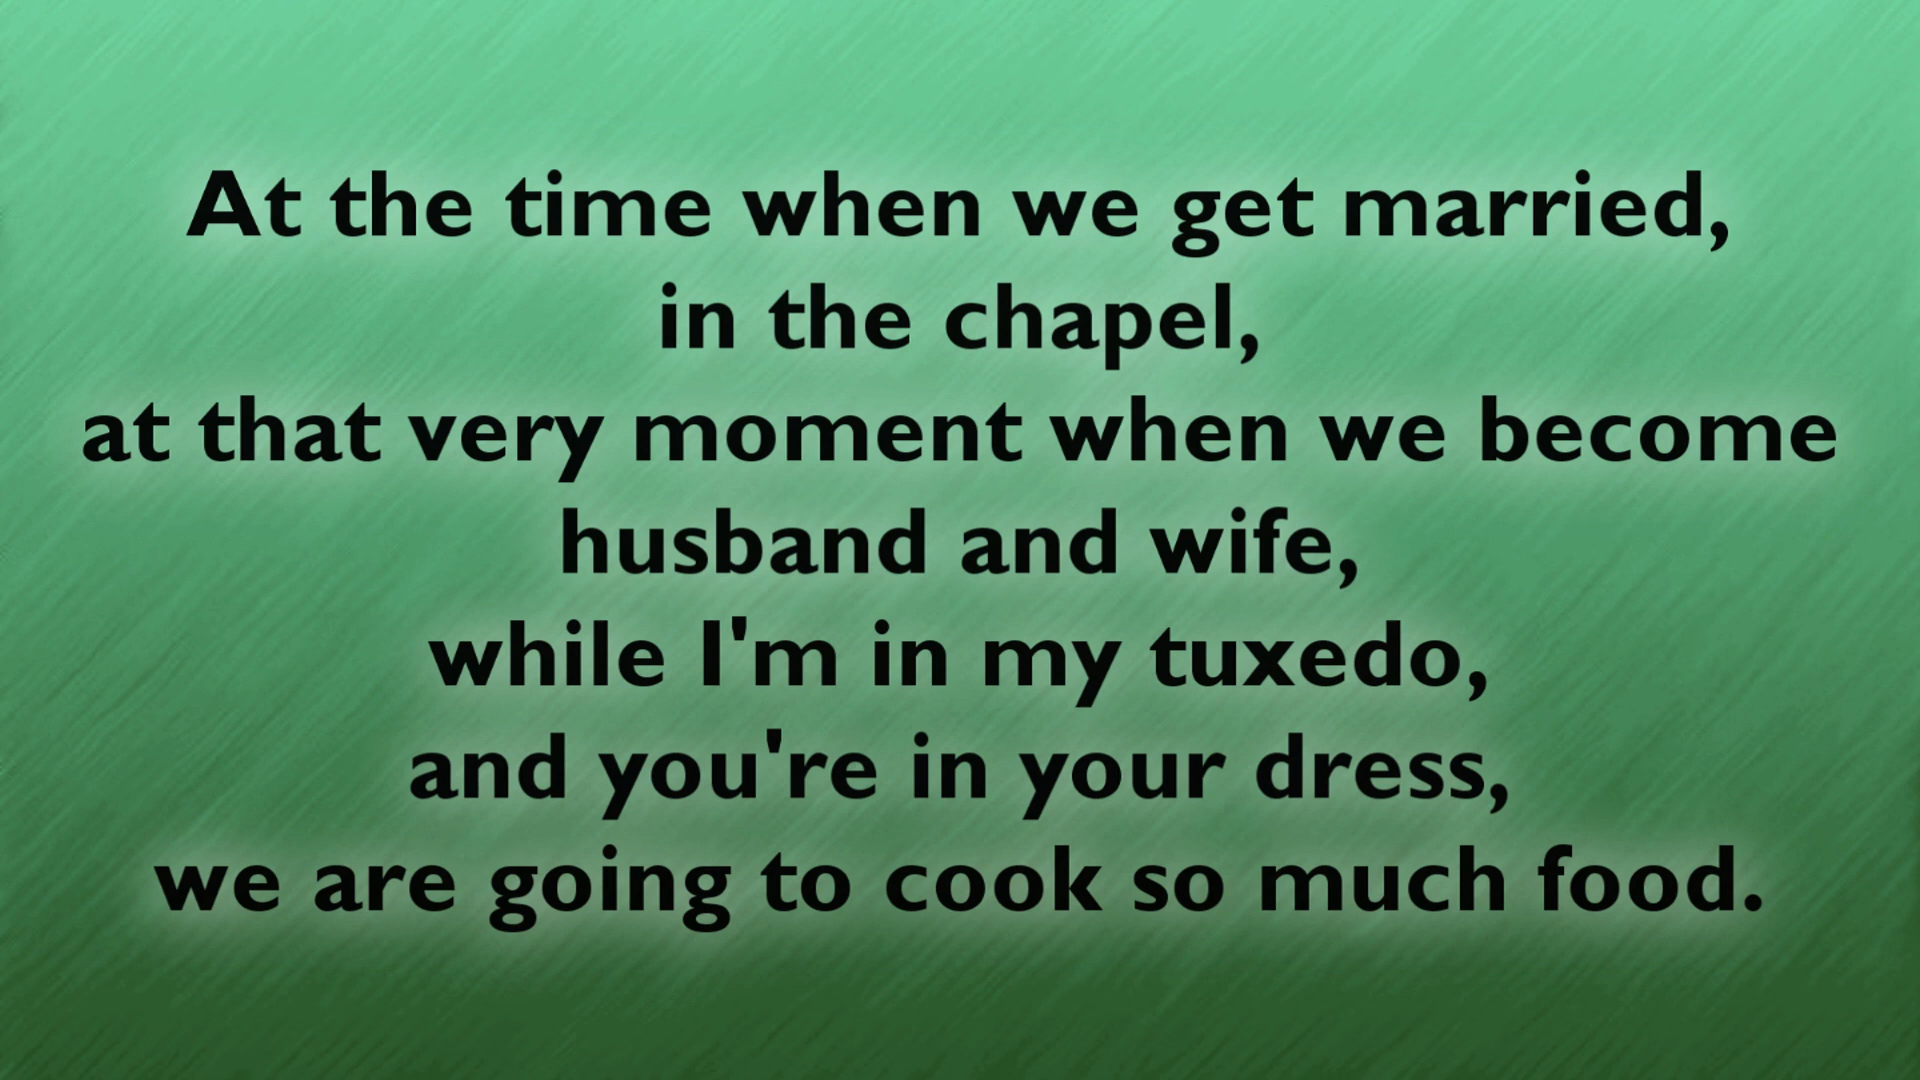 At the time when we get married,
in the chapel,
at that very moment when we become
husband and wife,
while I'm in my tuxedo,
and you're in your dress,
we are going to cook so much food.